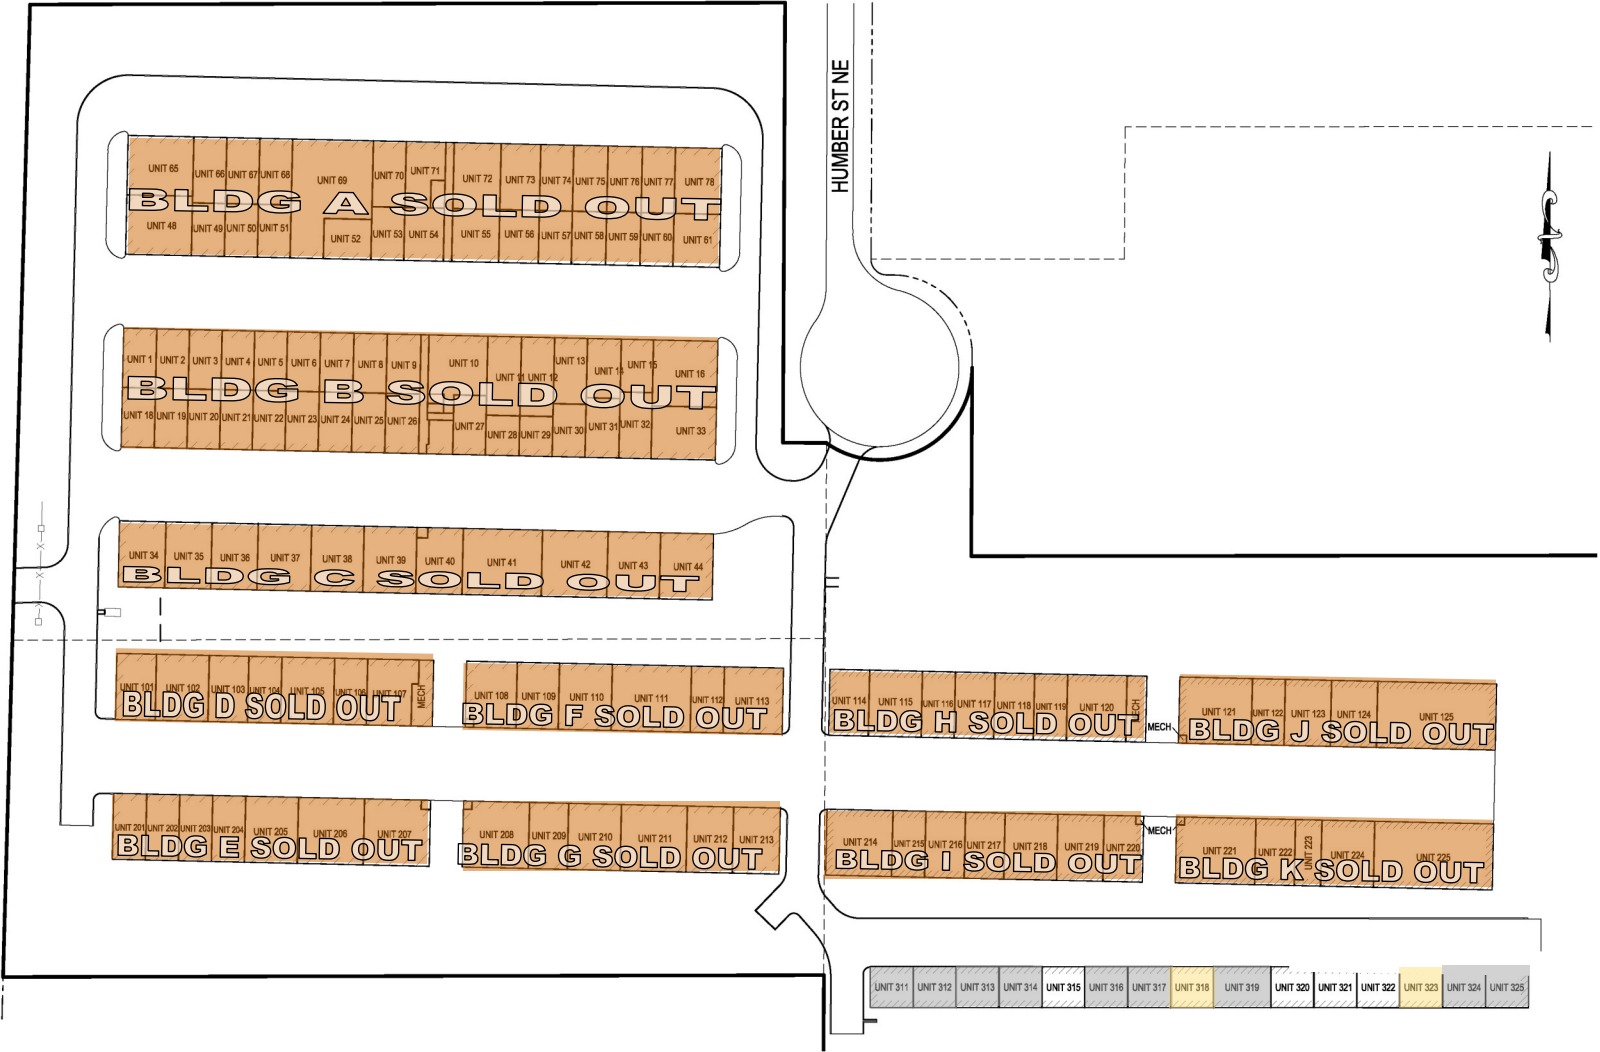 HUMBER ST NE
UNIT 65 UNIT 66 UNIT 67 UNIT 68 UNIT 69 UNIT 70 UNIT 71 UNIT 72 UNIT 73 UNIT 74 UNIT 75 UNIT 76 UNIT 77 UNIT 78
BLDG A SOLD OUT
UNIT 48 UNIT 49 UNIT 50 UNIT 51 UNIT 52 UNIT 53 UNIT 54 UNIT 55 UNIT 56 UNIT 57 UNIT 58 UNIT 59 UNIT 60 UNIT 61
UNIT 1 UNIT 2 UNIT 3 UNIT 4 UNIT 5 UNIT 6 UNIT 7 UNIT 8 UNIT 9 UNIT 10 UNIT 11 UNIT 12 UNIT 13 UNIT 14 UNIT 15 UNIT 16
BLDG B SOLD OUT
UNIT 18 UNIT 19 UNIT 20 UNIT 21 UNIT 22 UNIT 23 UNIT 24 UNIT 25 UNIT 26 UNIT 27 UNIT 28 UNIT 29 UNIT 30 UNIT 31 UNIT 32 UNIT 33
UNIT 34 UNIT 35 UNIT 36 UNIT 37 UNIT 38 UNIT 39 UNIT 40 UNIT 41 UNIT 42 UNIT 43 UNIT 44
BLDG C SOLD OUT
UNIT 101 UNIT 102 UNIT 103 UNIT 104 UNIT 105 UNIT 106 UNIT 107 MECH
BLDG D SOLD OUT
UNIT 108 UNIT 109 UNIT 110 UNIT 111 UNIT 112 UNIT 113
BLDG F SOLD OUT
UNIT 114 UNIT 115 UNIT 116 UNIT 117 UNIT 118 UNIT 119 UNIT 120 MECH
BLDG H SOLD OUT
MECH
UNIT 121 UNIT 122 UNIT 123 UNIT 124 UNIT 125
BLDG J SOLD OUT
UNIT 201 UNIT 202 UNIT 203 UNIT 204 UNIT 205 UNIT 206 UNIT 207
BLDG E SOLD OUT
UNIT 208 UNIT 209 UNIT 210 UNIT 211 UNIT 212 UNIT 213
BLDG G SOLD OUT
UNIT 214 UNIT 215 UNIT 216 UNIT 217 UNIT 218 UNIT 219 UNIT 220
BLDG I SOLD OUT
MECH
UNIT 221 UNIT 222 UNIT 223 UNIT 224 UNIT 225
BLDG K SOLD OUT
UNIT 311 UNIT 312 UNIT 313 UNIT 314 UNIT 315 UNIT 316 UNIT 317 UNIT 318 UNIT 319 UNIT 320 UNIT 321 UNIT 322 UNIT 323 UNIT 324 UNIT 325